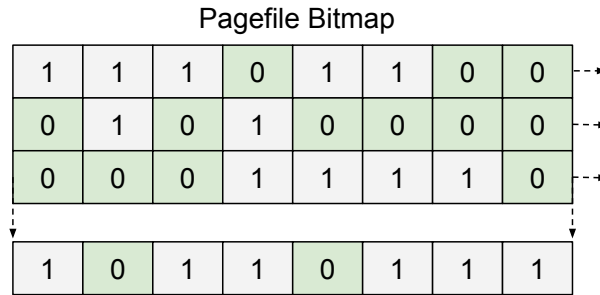 Pagefile Bitmap
1 1 1 0 1 1 0 0
0 1 0 1 0 0 0 0
0 0 0 1 1 1 1 0
1 0 1 1 0 1 1 1